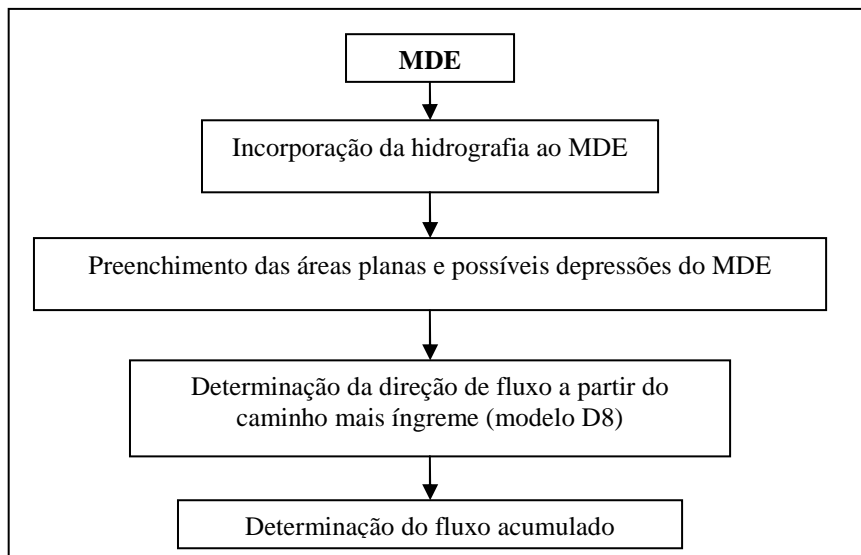 MDE
Incorporação da hidrografia ao MDE
Preenchimento das áreas planas e possíveis depressões do MDE
Determinação da direção de fluxo a partir do
caminho mais íngreme (modelo D8)
Determinação do fluxo acumulado